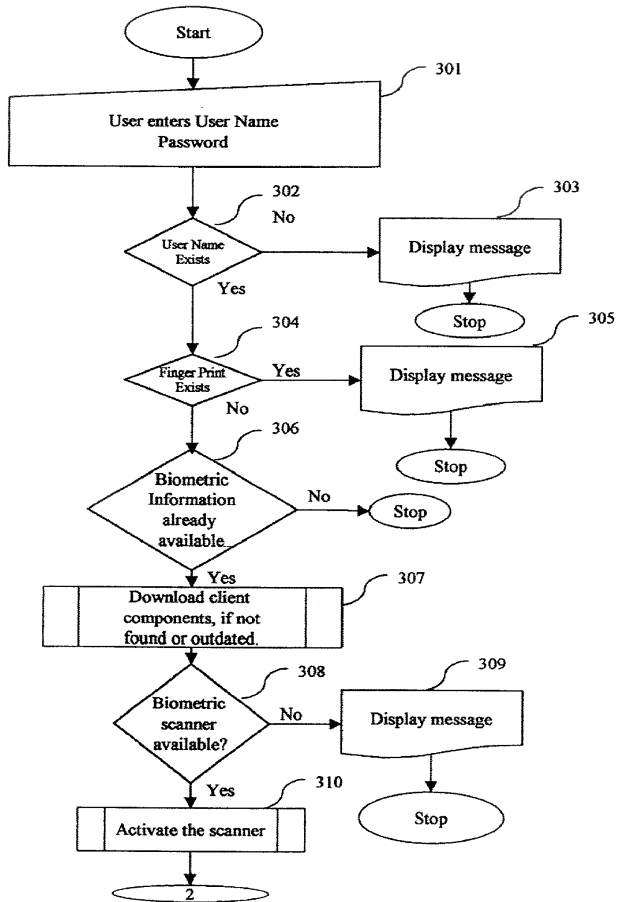 Start
301
User enters User Name
Password
302
No
303
User Name
Exists
Display message
Yes
Stop
304
305
Finger Print
Exists
Yes
Display message
No
306
Stop
Biometric
Information
already
available..
No
Stop
Yes
307
Download client
components, if not
found or outdated.
308
309
Biometric
scanner
available?
No
Display message
Yes
310
Stop
Activate the scanner
2